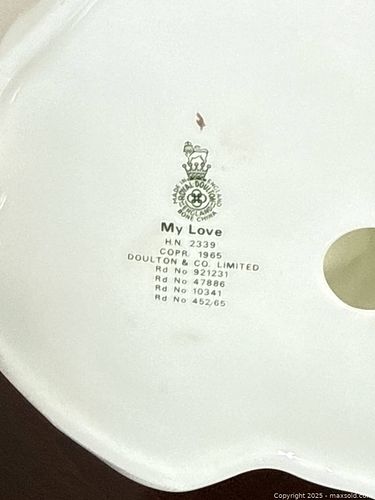 MADE IN ENGLAND
ROYAL DOULTON
ENGLAND
BONE CHINA
My Love
H.N. 2339
COPR. 1965
DOULTON & CO. LIMITED
Rd No 921231
Rd No 47886
Rd No 10341
Rd No 452/65
Copyright 2025 - maxsold.com